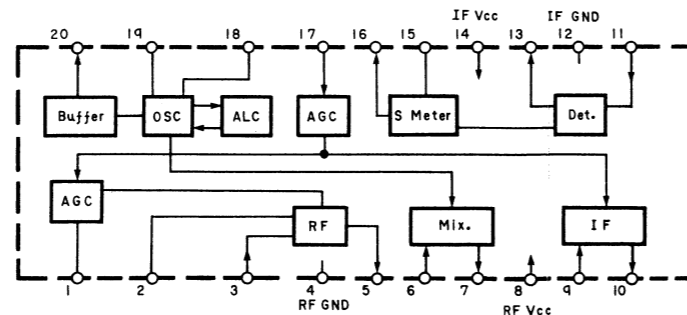 IF Vcc IF GND
20 19 18 17 16 15 14 13 12 11
Buffer OSC ALC AGC S Meter Det.
AGC RF Mix. IF
1 2 3 4 5 6 7 8 9 10
RF GND RF Vcc